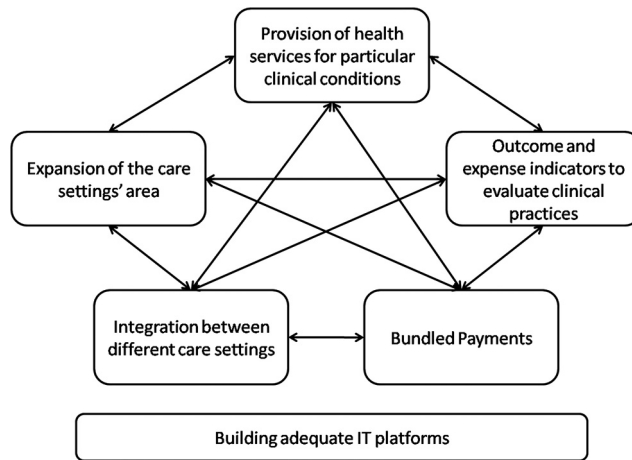 Provision of health
services for particular
clinical conditions
Expansion of the care
settings' area
Outcome and
expense indicators to
evaluate clinical
practices
Integration between
different care settings
Bundled Payments
Building adequate IT platforms